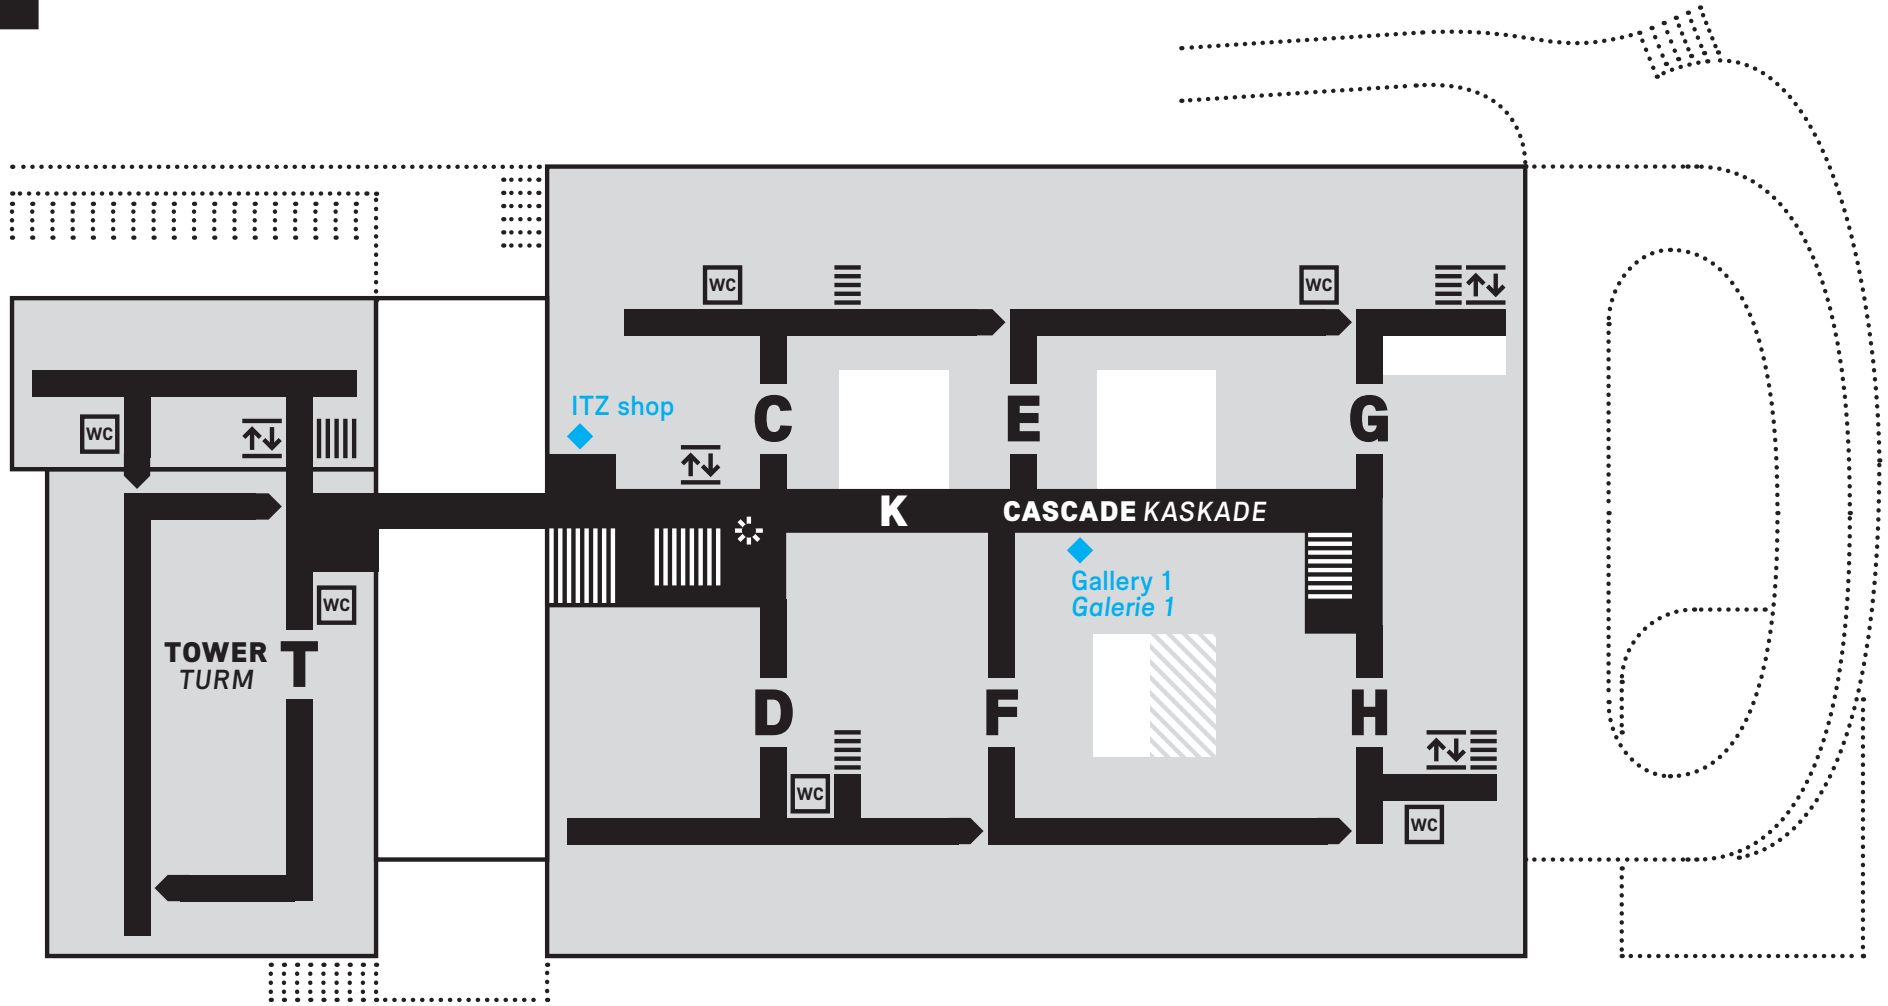 WC
WC
ITZ shop
C
E
G
WC
K
CASCADE KASKADE
Gallery 1
Galerie 1
WC
TOWER
TURM
T
D
F
H
WC
WC